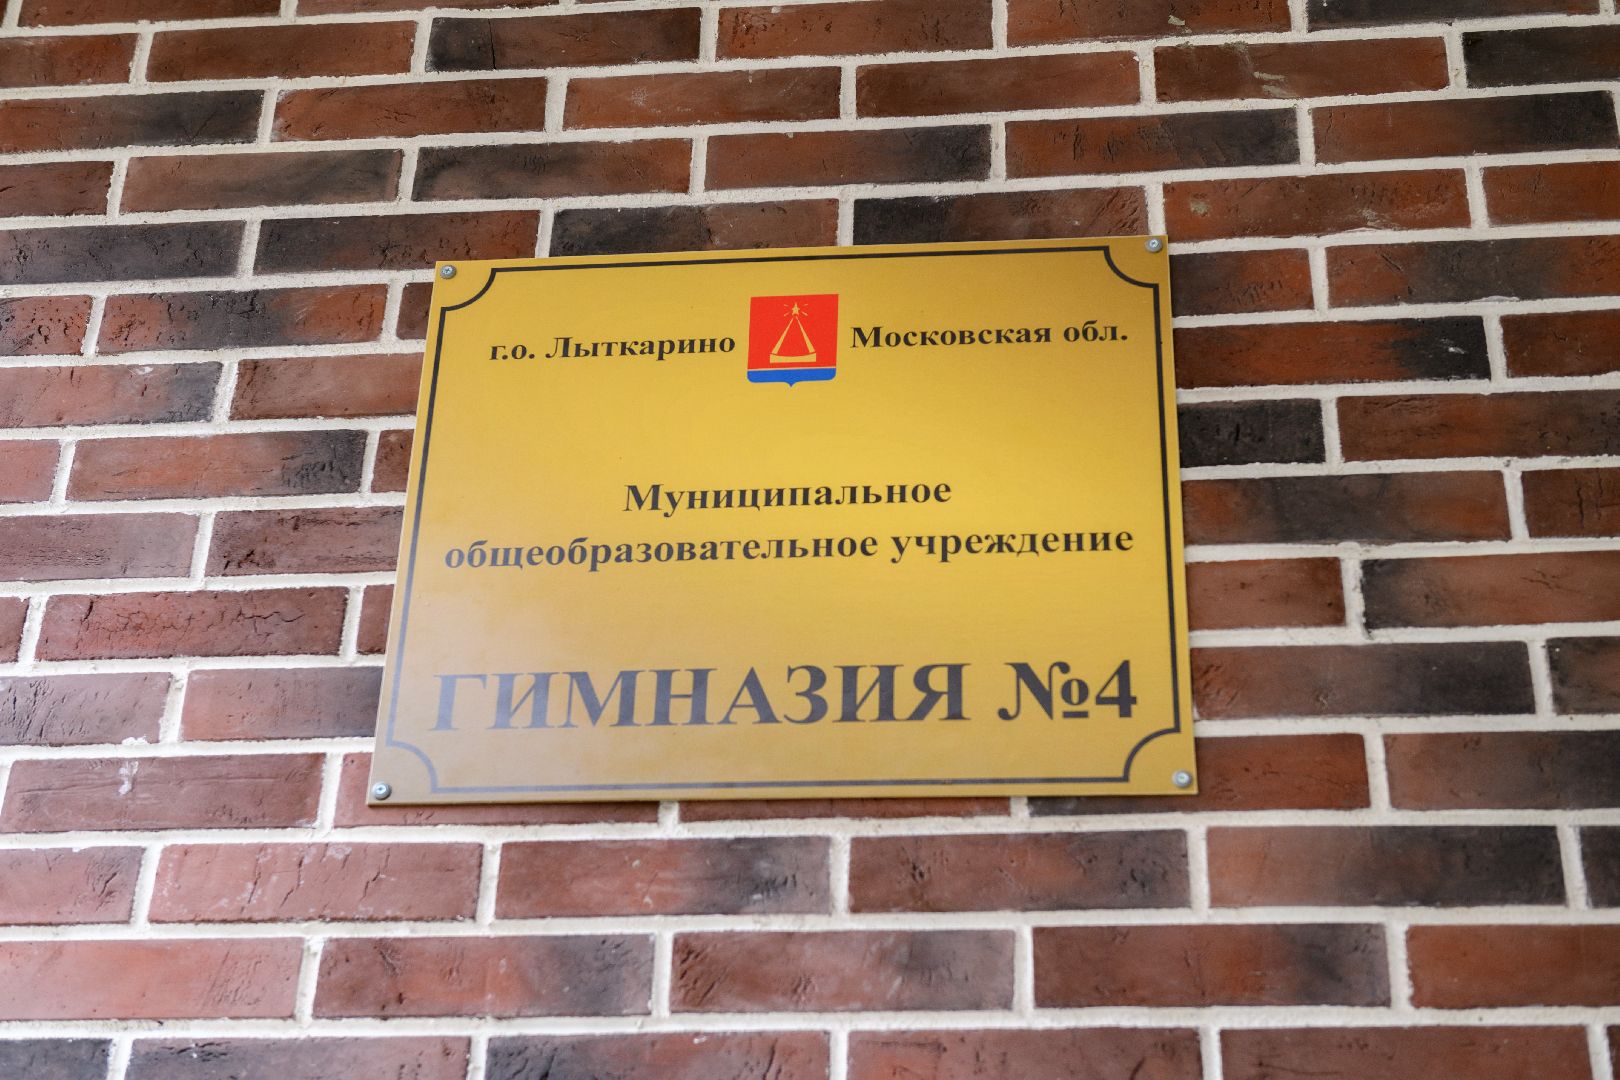 г.о. Лыткарино Московская обл.
Муниципальное
общеобразовательное учреждение
ГИМНАЗИЯ №4